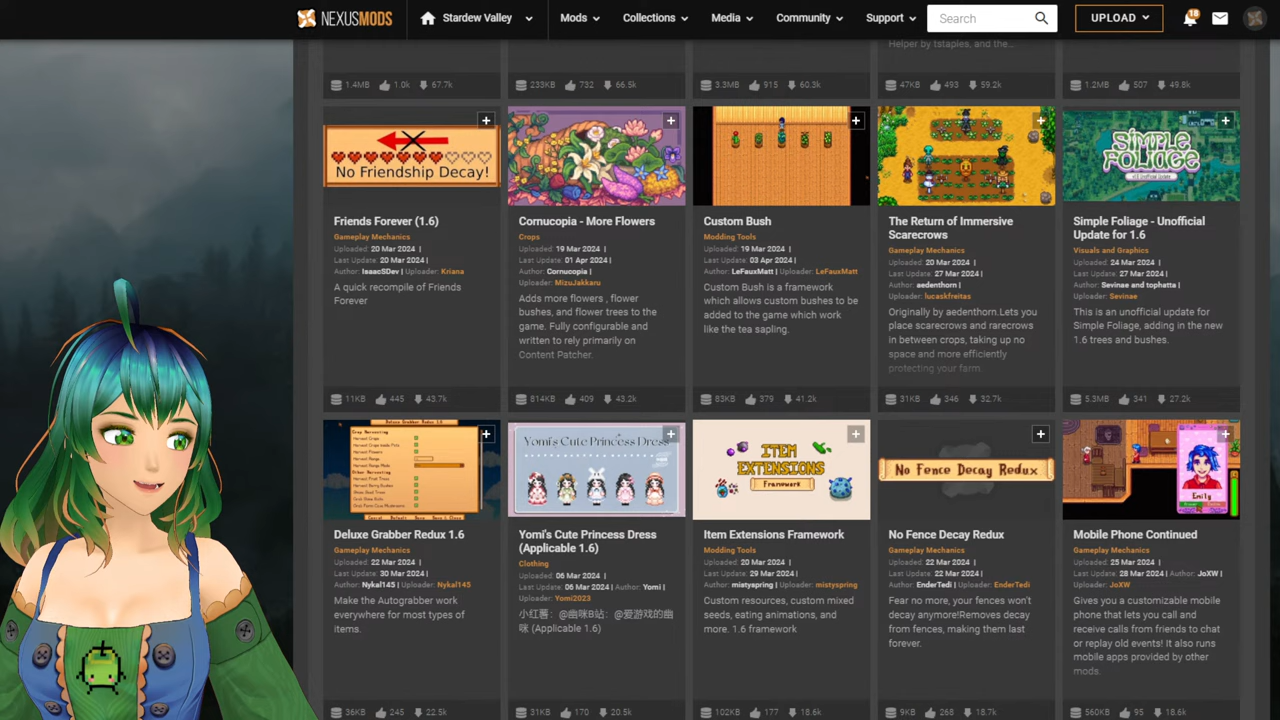 NEXUSMODS
Stardew Valley
Mods
Collections
Media
Community
Support
Search
UPLOAD
18
Helper by tstaples, and the...
1.4MB 1.0k 67.7k
233KB 732 66.5k
3.3MB 915 60.3k
47KB 493 59.2k
1.2MB 507 49.8k
No Friendship Decay!
Friends Forever (1.6)
Gameplay Mechanics
Uploaded: 20 Mar 2024 |
Last Update: 20 Mar 2024 |
Author: IsaacSDev | Uploader: Kriana
A quick recompile of Friends
Forever
11KB 445 43.7k
Cornucopia - More Flowers
Crops
Uploaded: 19 Mar 2024 |
Last Update: 01 Apr 2024 |
Author: Cornucopia |
Uploader: MizuJakkaru
Adds more flowers , flower
bushes, and flower trees to the
game. Fully configurable and
written to rely primarily on
Content Patcher.
814KB 409 43.2k
Custom Bush
Modding Tools
Uploaded: 19 Mar 2024 |
Last Update: 03 Apr 2024 |
Author: LeFauxMatt | Uploader: LeFauxMatt
Custom Bush is a framework
which allows custom bushes to be
added to the game which work
like the tea sapling.
83KB 379 41.2k
The Return of Immersive
Scarecrows
Gameplay Mechanics
Uploaded: 20 Mar 2024 |
Last Update: 27 Mar 2024 |
Author: aedenthorn |
Uploader: lucaskfreitas
Originally by aedenthorn.Lets you
place scarecrows and rarecrows
in between crops, taking up no
space and more efficiently
protecting your farm.
31KB 346 32.7k
SIMPLE
FOLIAGE
Simple Foliage - Unofficial
Update for 1.6
Visuals and Graphics
Uploaded: 24 Mar 2024 |
Last Update: 27 Mar 2024 |
Author: Sevinae and tophatta |
Uploader: Sevinae
This is an unofficial update for
Simple Foliage, adding in the new
1.6 trees and bushes.
5.3MB 341 27.2k
Deluxe Grabber Redux 1.6
Gameplay Mechanics
Uploaded: 22 Mar 2024 |
Last Update: 30 Mar 2024 |
Author: Nykal145 | Uploader: Nykal145
Make the Autograbber work
everywhere for most types of
items.
36KB 245 22.5k
Yomi's Cute Princess Dress
Yomi's Cute Princess Dress
(Applicable 1.6)
Clothing
Uploaded: 06 Mar 2024 |
Last Update: 06 Mar 2024 | Author: Yomi |
Uploader: Yomi2023
小红薯：@幽咪B站：@爱游戏的幽
咪 (Applicable 1.6)
31KB 170 20.5k
ITEM
EXTENSIONS
Framework
Item Extensions Framework
Modding Tools
Uploaded: 20 Mar 2024 |
Last Update: 29 Mar 2024 |
Author: mistyspring | Uploader: mistyspring
Custom resources, custom mixed
seeds, eating animations, and
more. 1.6 framework
102KB 177 18.6k
No Fence Decay Redux
No Fence Decay Redux
Gameplay Mechanics
Uploaded: 22 Mar 2024 |
Last Update: 22 Mar 2024 |
Author: EnderTedi | Uploader: EnderTedi
Fear no more, your fences won't
decay anymore!Removes decay
from fences, making them last
forever.
9KB 268 18.7k
Emily
Mobile Phone Continued
Gameplay Mechanics
Uploaded: 25 Mar 2024 |
Last Update: 28 Mar 2024 | Author: JoXW |
Uploader: JoXW
Gives you a customizable mobile
phone that lets you call and
receive calls from friends to chat
or replay old events! It also runs
mobile apps provided by other
mods.
560KB 95 18.6k